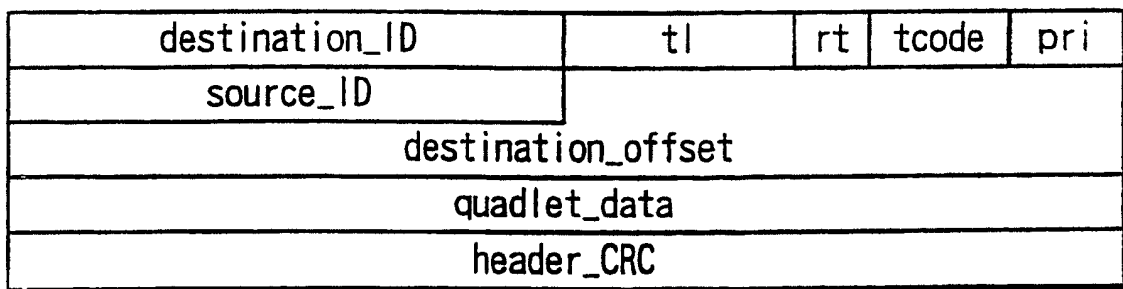 destination_ID tl rt tcode pri
source_ID
destination_offset
quadlet_data
header_CRC